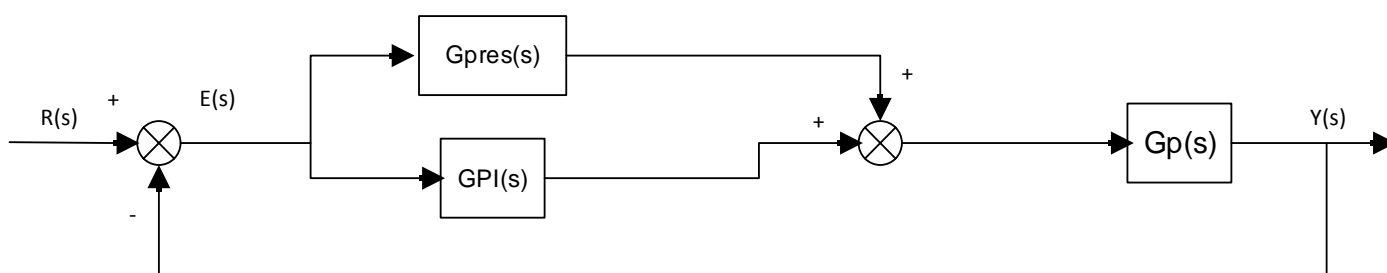 Gpres(s)
R(s)
+
E(s)
+
+
GPI(s)
Gp(s)
Y(s)
-